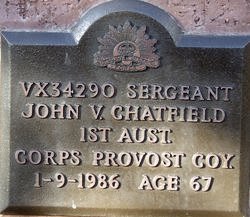 VX34290 SERGEANT
JOHN V. CHATFIELD
1ST AUST.
CORPS PROVOST COY.
1-9-1986 AGE 67